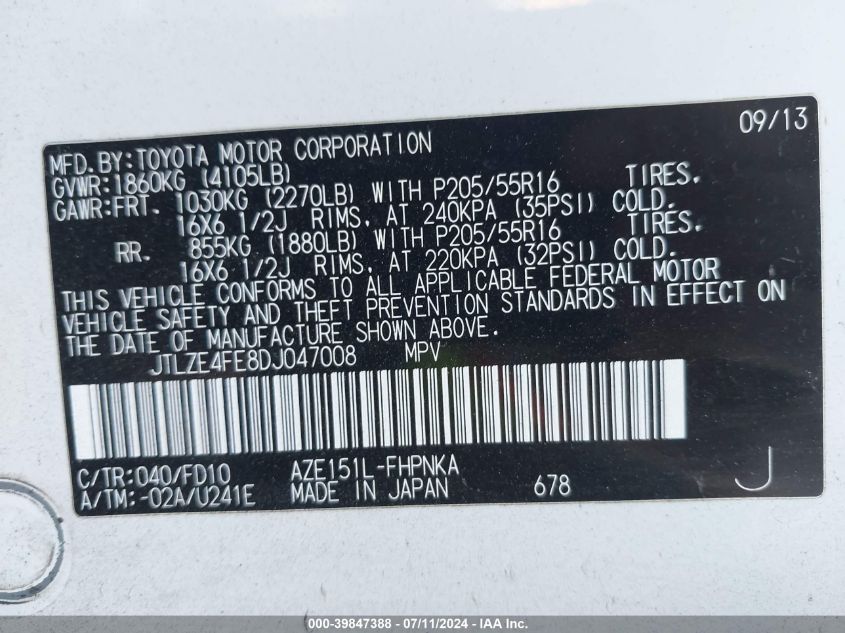 09/13
MFD.BY:TOYOTA MOTOR CORPORATION
GVWR:1860KG (4105LB)
GAWR:FRT. 1030KG (2270LB) WITH P205/55R16 TIRES.
16X6 1/2J RIMS, AT 240KPA (35PSI) COLD.
RR. 855KG (1880LB) WITH P205/55R16 TIRES.
16X6 1/2J RIMS, AT 220KPA (32PSI) COLD.
THIS VEHICLE CONFORMS TO ALL APPLICABLE FEDERAL MOTOR
VEHICLE SAFETY AND THEFT PREVENTION STANDARDS IN EFFECT ON
THE DATE OF MANUFACTURE SHOWN ABOVE.
JTLZE4FE8DJ047008 MPV
C/TR:040/FD10 AZE151L-FHPNKA
A/TM:-02A/U241E MADE IN JAPAN 678 J
000-39847388 - 07/11/2024 - IAA Inc.